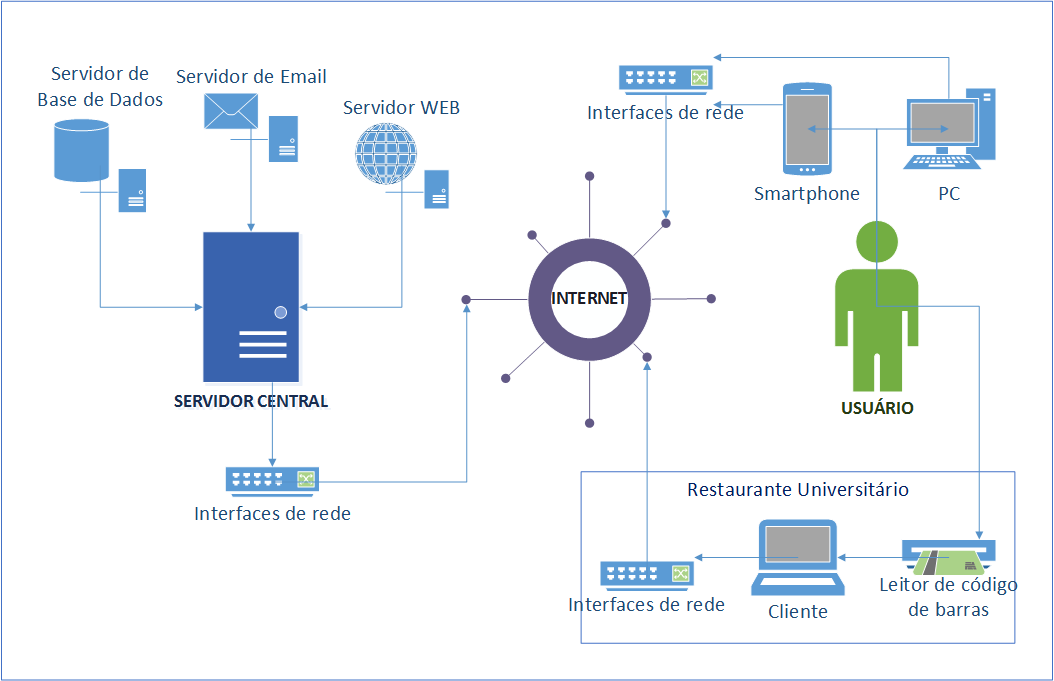 Servidor de
Base de Dados
Servidor de Email
Servidor WEB
Interfaces de rede
Smartphone
PC
INTERNET
SERVIDOR CENTRAL
USUÁRIO
Interfaces de rede
Restaurante Universitário
Interfaces de rede
Cliente
Leitor de código
de barras